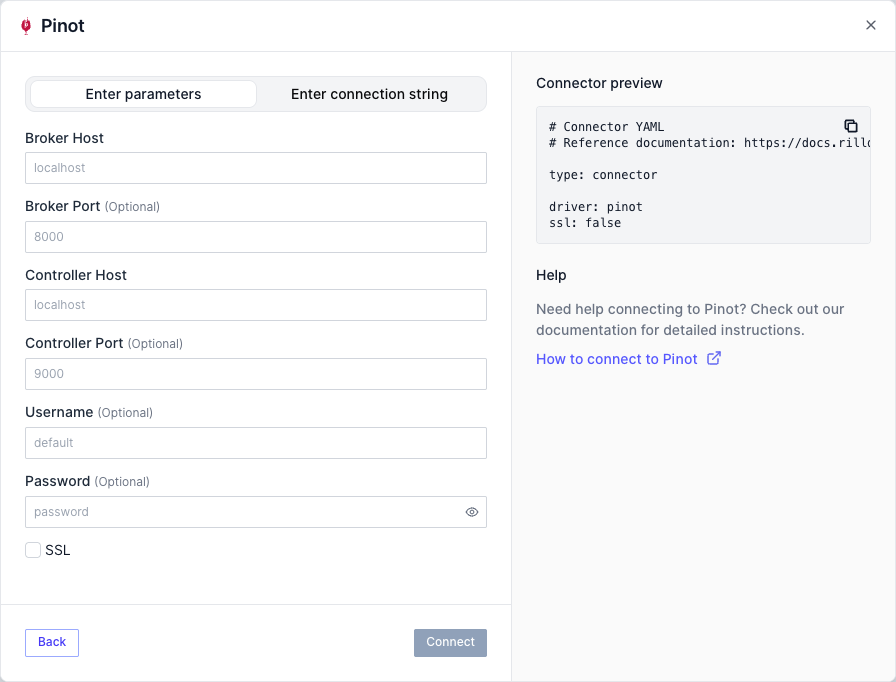 Pinot
Enter parameters
Enter connection string
Broker Host
localhost
Broker Port (Optional)
8000
Controller Host
localhost
Controller Port (Optional)
9000
Username (Optional)
default
Password (Optional)
password
SSL
Back
Connect
Connector preview
# Connector YAML
# Reference documentation: https://docs.rill
type: connector
driver: pinot
ssl: false
Help
Need help connecting to Pinot? Check out our
documentation for detailed instructions.
How to connect to Pinot